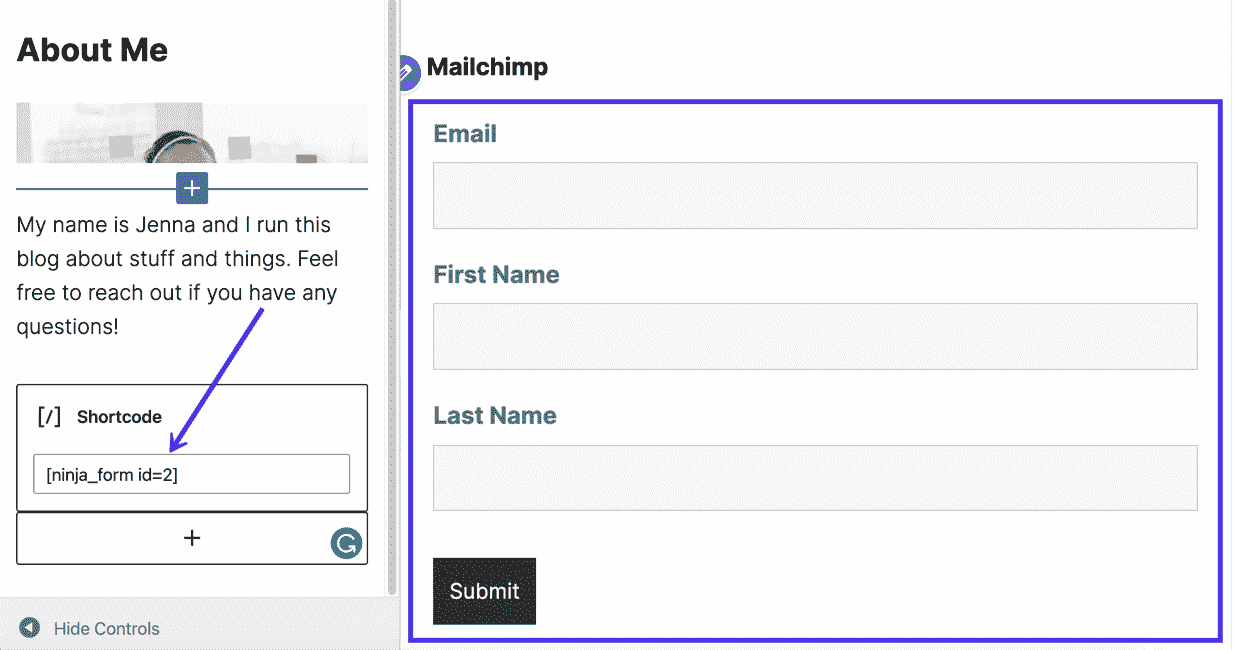 About Me
My name is Jenna and I run this
blog about stuff and things. Feel
free to reach out if you have any
questions!
[/] Shortcode
[ninja_form id=2]
Hide Controls
Mailchimp
Email
First Name
Last Name
Submit